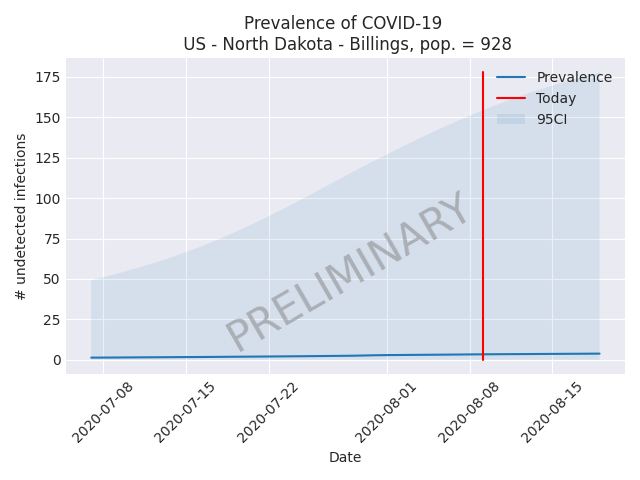 Prevalence of COVID-19
US - North Dakota - Billings, pop. = 928
175
150
125
100
75
50
25
0
# undetected infections
Prevalence
Today
95CI
PRELIMINARY
2020-07-08
2020-07-15
2020-07-22
2020-08-01
2020-08-08
2020-08-15
Date